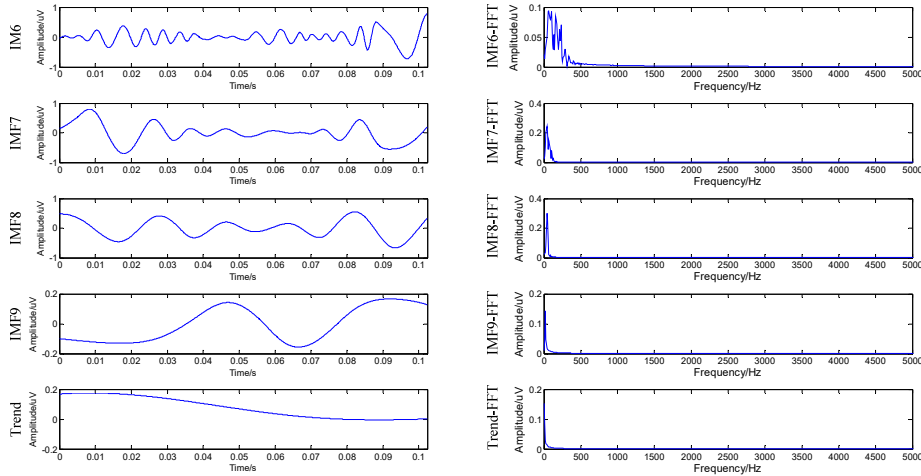 IM6
Amplitude/uV
1
0
-1
0 0.01 0.02 0.03 0.04 0.05 0.06 0.07 0.08 0.09 0.1
Time/s
IMF6-FFT
Amplitude/uV
0.1
0.05
0
0 500 1000 1500 2000 2500 3000 3500 4000 4500 5000
Frequency/Hz
IMF7
Amplitude/uV
1
0
-1
0 0.01 0.02 0.03 0.04 0.05 0.06 0.07 0.08 0.09 0.1
Time/s
IMF7-FFT
Amplitude/uV
0.4
0.2
0
0 500 1000 1500 2000 2500 3000 3500 4000 4500 5000
Frequency/Hz
IMF8
Amplitude/uV
1
0
-1
0 0.01 0.02 0.03 0.04 0.05 0.06 0.07 0.08 0.09 0.1
Time/s
IMF8-FFT
Amplitude/uV
0.4
0.2
0
0 500 1000 1500 2000 2500 3000 3500 4000 4500 5000
Frequency/Hz
IMF9
Amplitude/uV
0.2
0
-0.2
0 0.01 0.02 0.03 0.04 0.05 0.06 0.07 0.08 0.09 0.1
Time/s
IMF9-FFT
Amplitude/uV
0.2
0.1
0
0 500 1000 1500 2000 2500 3000 3500 4000 4500 5000
Frequency/Hz
Trend
Amplitude/uV
0.2
0
-0.2
0 0.01 0.02 0.03 0.04 0.05 0.06 0.07 0.08 0.09 0.1
Time/s
Trend-FFT
Amplitude/uV
0.2
0.1
0
0 500 1000 1500 2000 2500 3000 3500 4000 4500 5000
Frequency/Hz